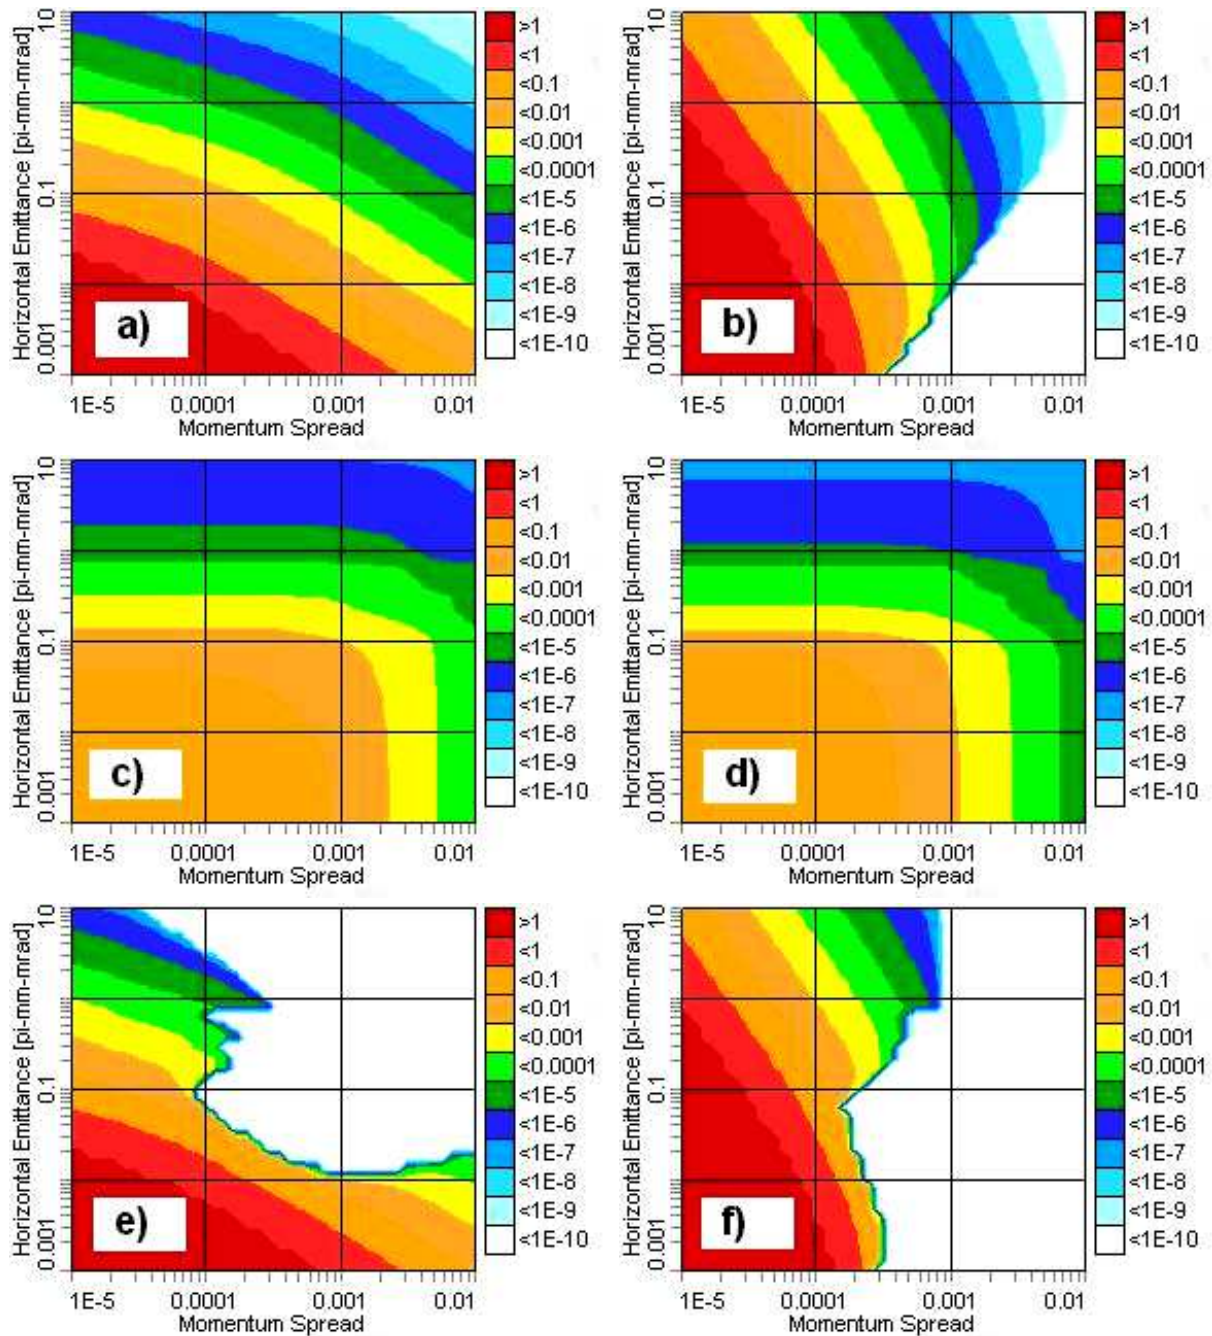 Horizontal Emittance [pi-mm-mrad]
10
0.1
0.001
a)
1E-5 0.0001 0.001 0.01
Momentum Spread
>1
<1
<0.1
<0.01
<0.001
<0.0001
<1E-5
<1E-6
<1E-7
<1E-8
<1E-9
<1E-10
Horizontal Emittance [pi-mm-mrad]
10
0.1
0.001
b)
1E-5 0.0001 0.001 0.01
Momentum Spread
>1
<1
<0.1
<0.01
<0.001
<0.0001
<1E-5
<1E-6
<1E-7
<1E-8
<1E-9
<1E-10
Horizontal Emittance [pi-mm-mrad]
10
0.1
0.001
c)
1E-5 0.0001 0.001 0.01
Momentum Spread
>1
<1
<0.1
<0.01
<0.001
<0.0001
<1E-5
<1E-6
<1E-7
<1E-8
<1E-9
<1E-10
Horizontal Emittance [pi-mm-mrad]
10
0.1
0.001
d)
1E-5 0.0001 0.001 0.01
Momentum Spread
>1
<1
<0.1
<0.01
<0.001
<0.0001
<1E-5
<1E-6
<1E-7
<1E-8
<1E-9
<1E-10
Horizontal Emittance [pi-mm-mrad]
10
0.1
0.001
e)
1E-5 0.0001 0.001 0.01
Momentum Spread
>1
<1
<0.1
<0.01
<0.001
<0.0001
<1E-5
<1E-6
<1E-7
<1E-8
<1E-9
<1E-10
Horizontal Emittance [pi-mm-mrad]
10
0.1
0.001
f)
1E-5 0.0001 0.001 0.01
Momentum Spread
>1
<1
<0.1
<0.01
<0.001
<0.0001
<1E-5
<1E-6
<1E-7
<1E-8
<1E-9
<1E-10